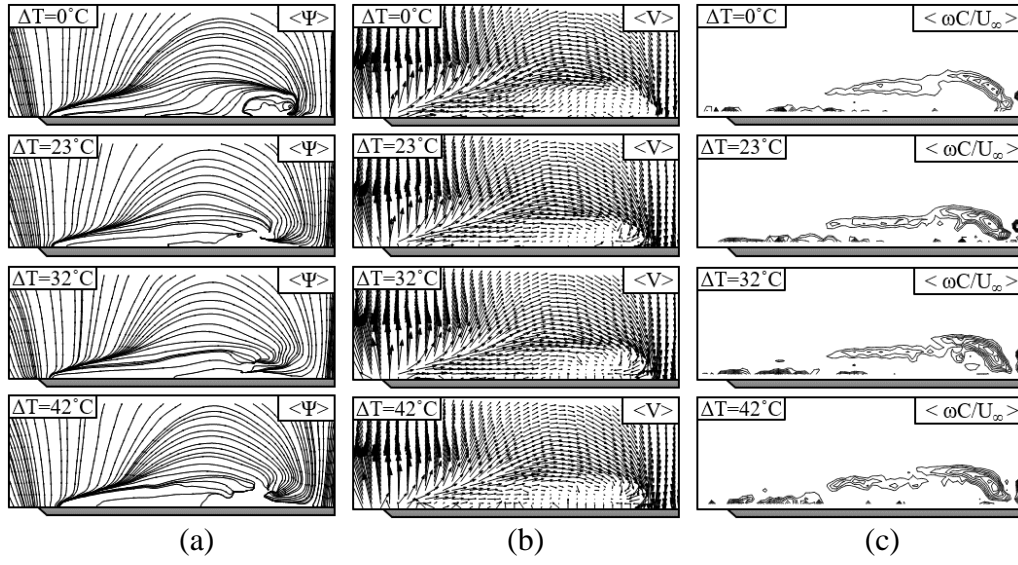 ΔT=0˚C <Ψ> ΔT=0˚C <V> ΔT=0˚C < ωC/U∞ >
ΔT=23˚C <Ψ> ΔT=23˚C <V> ΔT=23˚C < ωC/U∞ >
ΔT=32˚C <Ψ> ΔT=32˚C <V> ΔT=32˚C < ωC/U∞ >
ΔT=42˚C <Ψ> ΔT=42˚C <V> ΔT=42˚C < ωC/U∞ >
(a) (b) (c)